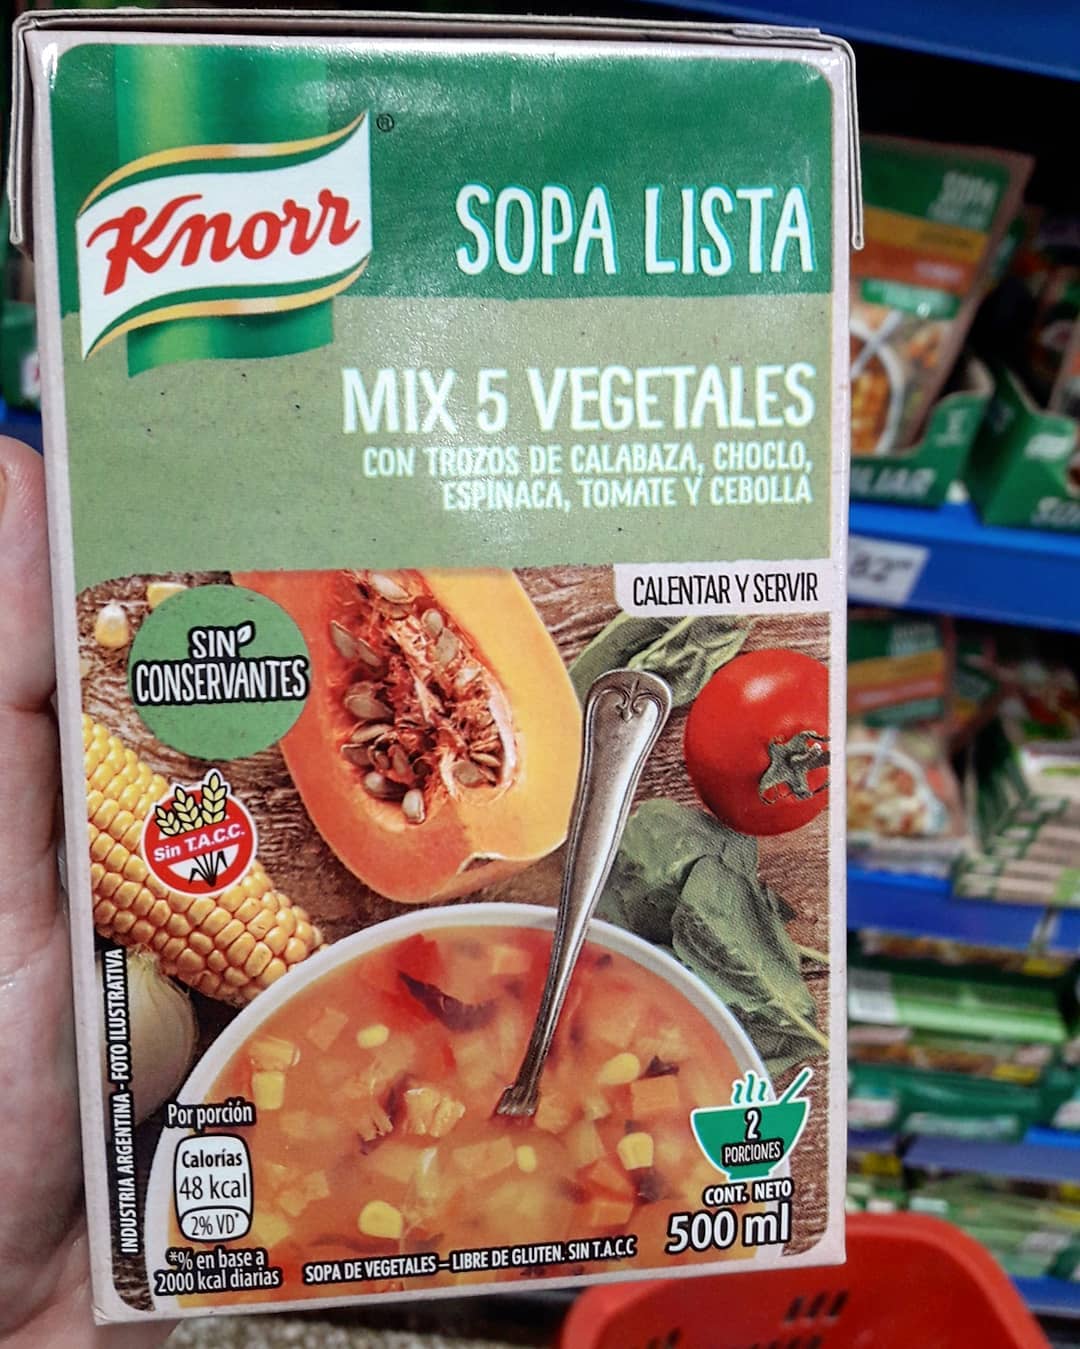 Knorr®
SOPA LISTA
MIX 5 VEGETALES
CON TROZOS DE CALABAZA, CHOCLO,
ESPINACA, TOMATE Y CEBOLLA
CALENTAR Y SERVIR
SIN
CONSERVANTES
Sin T.A.C.C.
INDUSTRIA ARGENTINA - FOTO ILUSTRATIVA
Por porción
Calorías
48 kcal
2% VD*
*% en base a
2000 kcal diarias
SOPA DE VEGETALES – LIBRE DE GLUTEN. SIN T.A.C.C
2
PORCIONES
CONT. NETO
500 ml